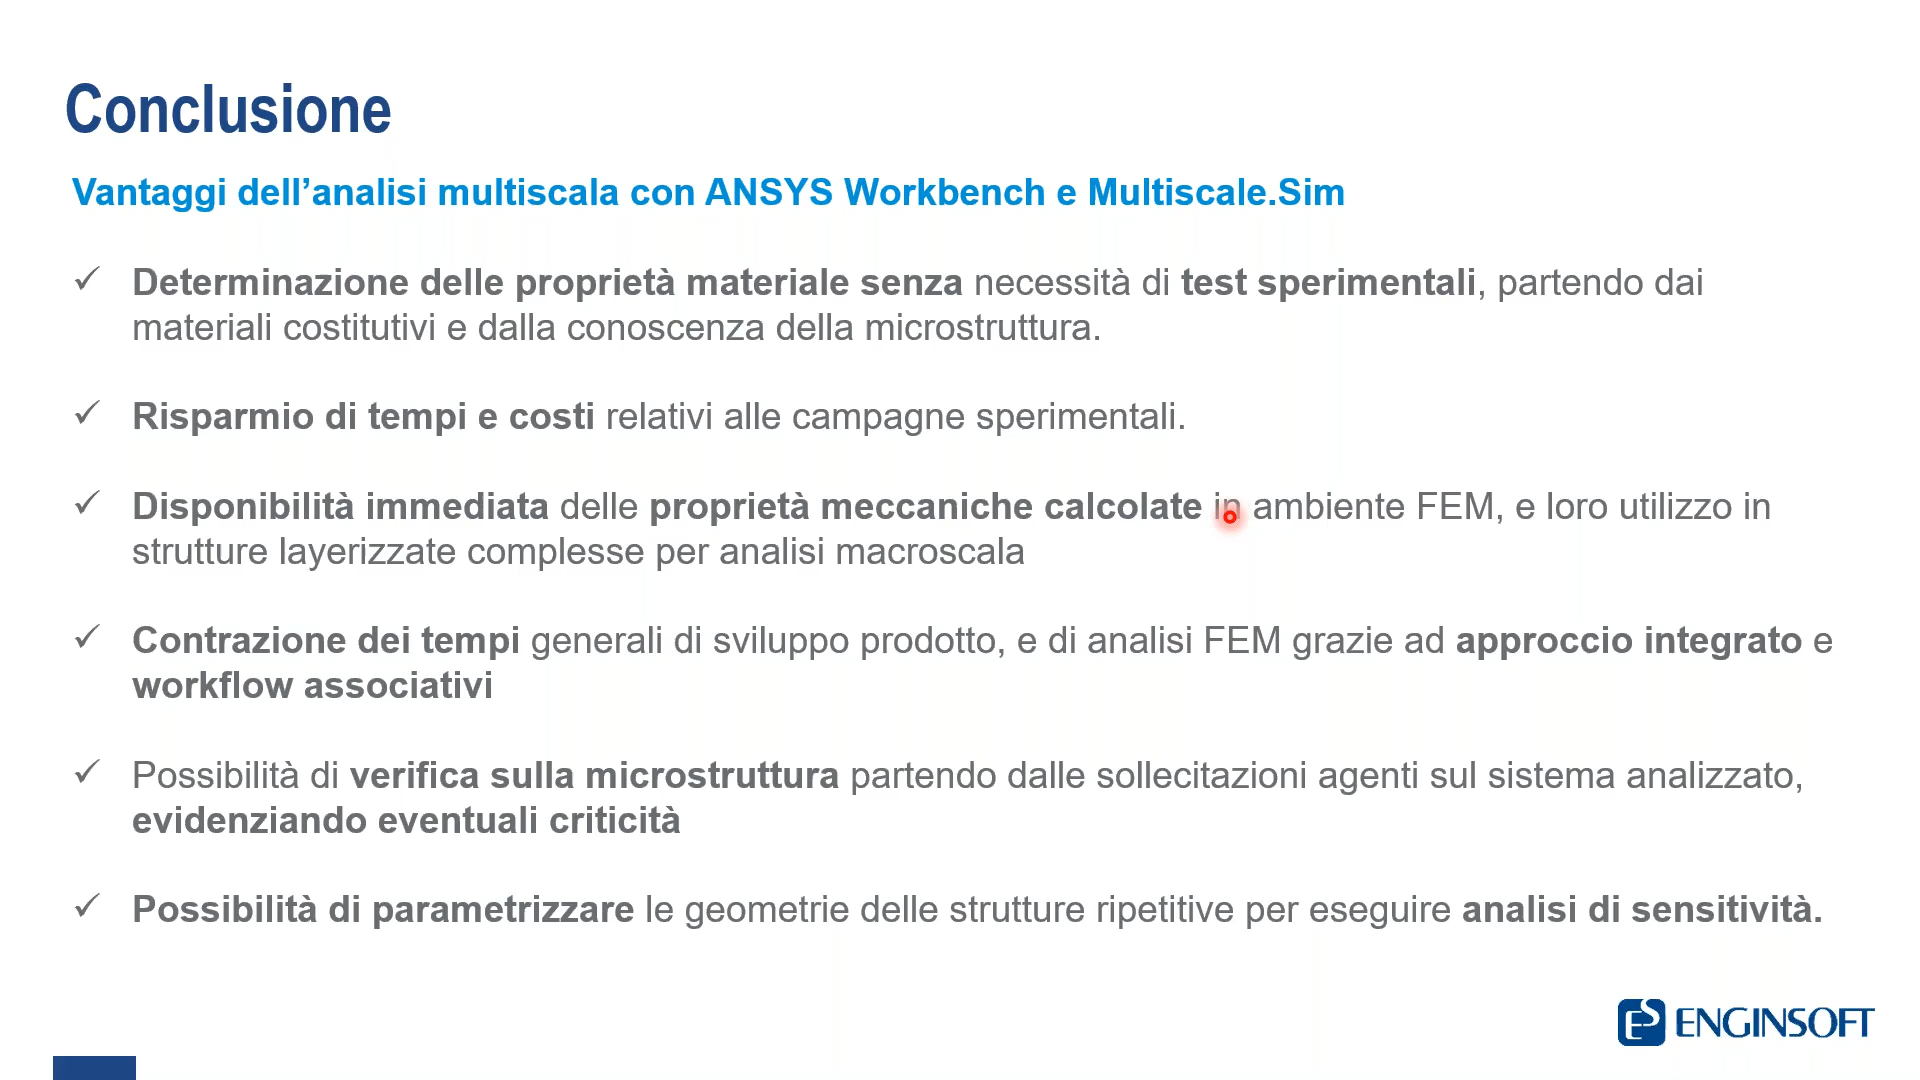 Conclusione
Vantaggi dell’analisi multiscala con ANSYS Workbench e Multiscale.Sim
✓ Determinazione delle proprietà materiale senza necessità di test sperimentali, partendo dai
materiali costitutivi e dalla conoscenza della microstruttura.
✓ Risparmio di tempi e costi relativi alle campagne sperimentali.
✓ Disponibilità immediata delle proprietà meccaniche calcolate in ambiente FEM, e loro utilizzo in
strutture layerizzate complesse per analisi macroscala
✓ Contrazione dei tempi generali di sviluppo prodotto, e di analisi FEM grazie ad approccio integrato e
workflow associativi
✓ Possibilità di verifica sulla microstruttura partendo dalle sollecitazioni agenti sul sistema analizzato,
evidenziando eventuali criticità
✓ Possibilità di parametrizzare le geometrie delle strutture ripetitive per eseguire analisi di sensitività.
ES ENGINSOFT